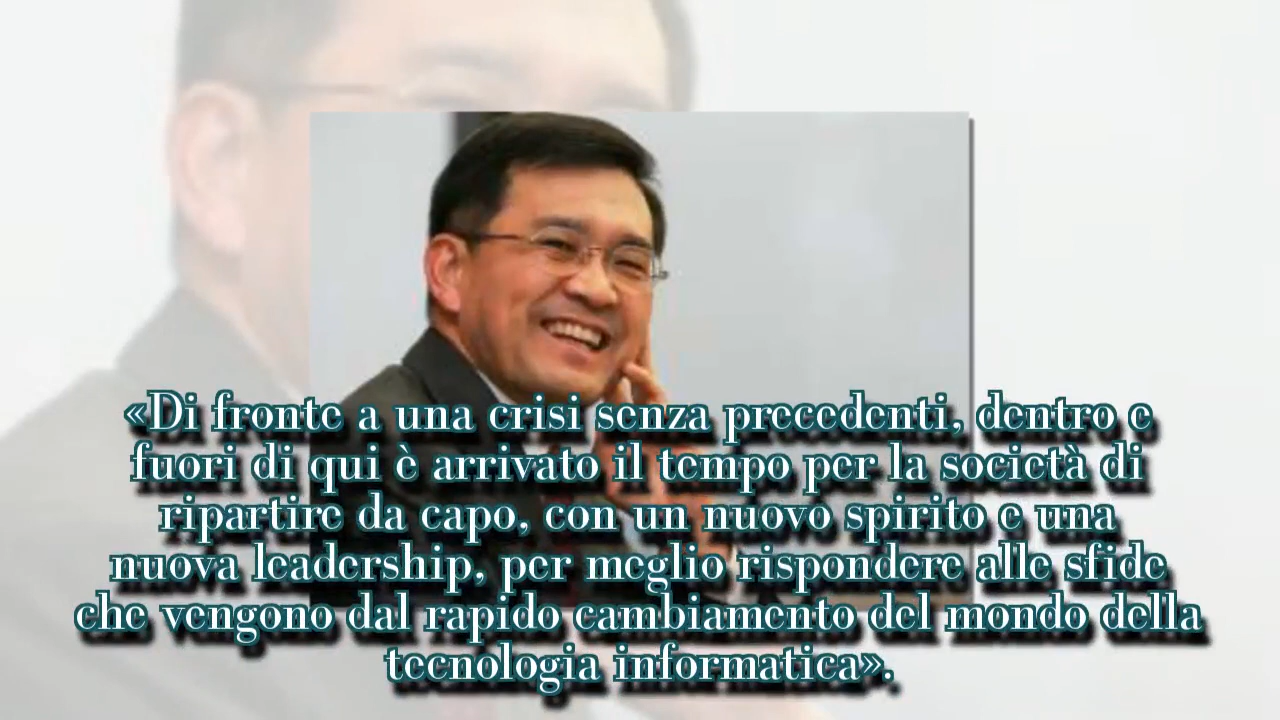 «Di fronte a una crisi senza precedenti, dentro e
fuori di qui è arrivato il tempo per la società di
ripartire da capo, con un nuovo spirito e una
nuova leadership, per meglio rispondere alle sfide
che vengono dal rapido cambiamento del mondo della
tecnologia informatica».